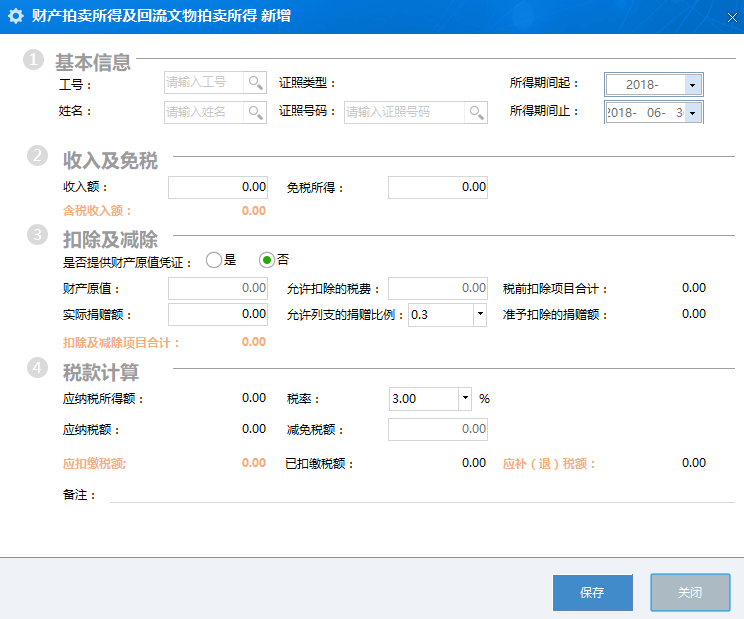 财产拍卖所得及回流文物拍卖所得 新增
1 基本信息
工号： 请输入工号 证照类型： 所得期间起： 2018-
姓名： 请输入姓名 证照号码： 请输入证照号码 所得期间止： 2018- 06- 3
2 收入及免税
收入额： 0.00 免税所得： 0.00
含税收入额： 0.00
3 扣除及减除
是否提供财产原值凭证： 是 否
财产原值： 0.00 允许扣除的税费： 0.00 税前扣除项目合计： 0.00
实际捐赠额： 0.00 允许列支的捐赠比例： 0.3 准予扣除的捐赠额： 0.00
扣除及减除项目合计： 0.00
4 税款计算
应纳税所得额： 0.00 税率： 3.00 %
应纳税额： 0.00 减免税额： 0.00
应扣缴税额; 0.00 已扣缴税额： 0.00 应补（退）税额： 0.00
备注：
保存 关闭